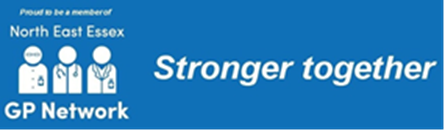 Proud to be a member of
North East Essex
GP Network
Stronger together